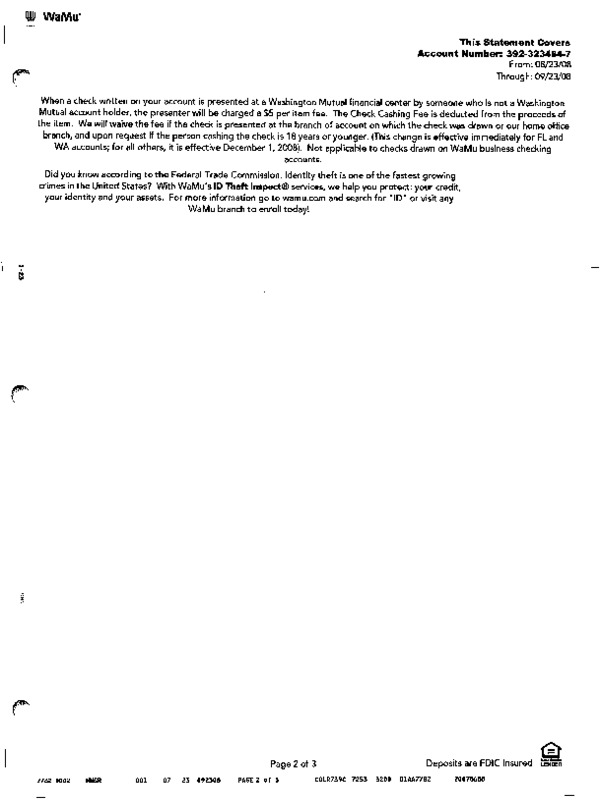 WaMu
This Statement Covers
Account Number: 392-323484-7
From: 08/23/08
Through: 09/23/08
When a check written on your account is presented at a Washington Mutual financial center by someone who is not a Washington
Mutual account holder, the presenter will be charged a $5 per item fee. The Check Cashing Fee is deducted from the proceeds of
the item. We will waive the fee if the check is presented at the branch of account on which the check was drawn or our home office
branch, and upon request if the person cashing the check is 18 years or younger. (This change is effective immediately for FL and
WA accounts; for all others, it is effective December 1, 2008). Not applicable to checks drawn on WaMu business checking
accounts.
Did you know according to the Federal Trade Commission, Identity theft is one of the fastest growing
crimes in the United States? With WaMu's ID Theft Inspect® services, we help you protect: your credit,
your identity and your assets. For more information go to wamu.com and search for "ID" or visit any
WaMu branch to enroll today!
Page 2 of 3
Deposits are FDIC Insured
001 07 23 PAGE 2 of 3 7253